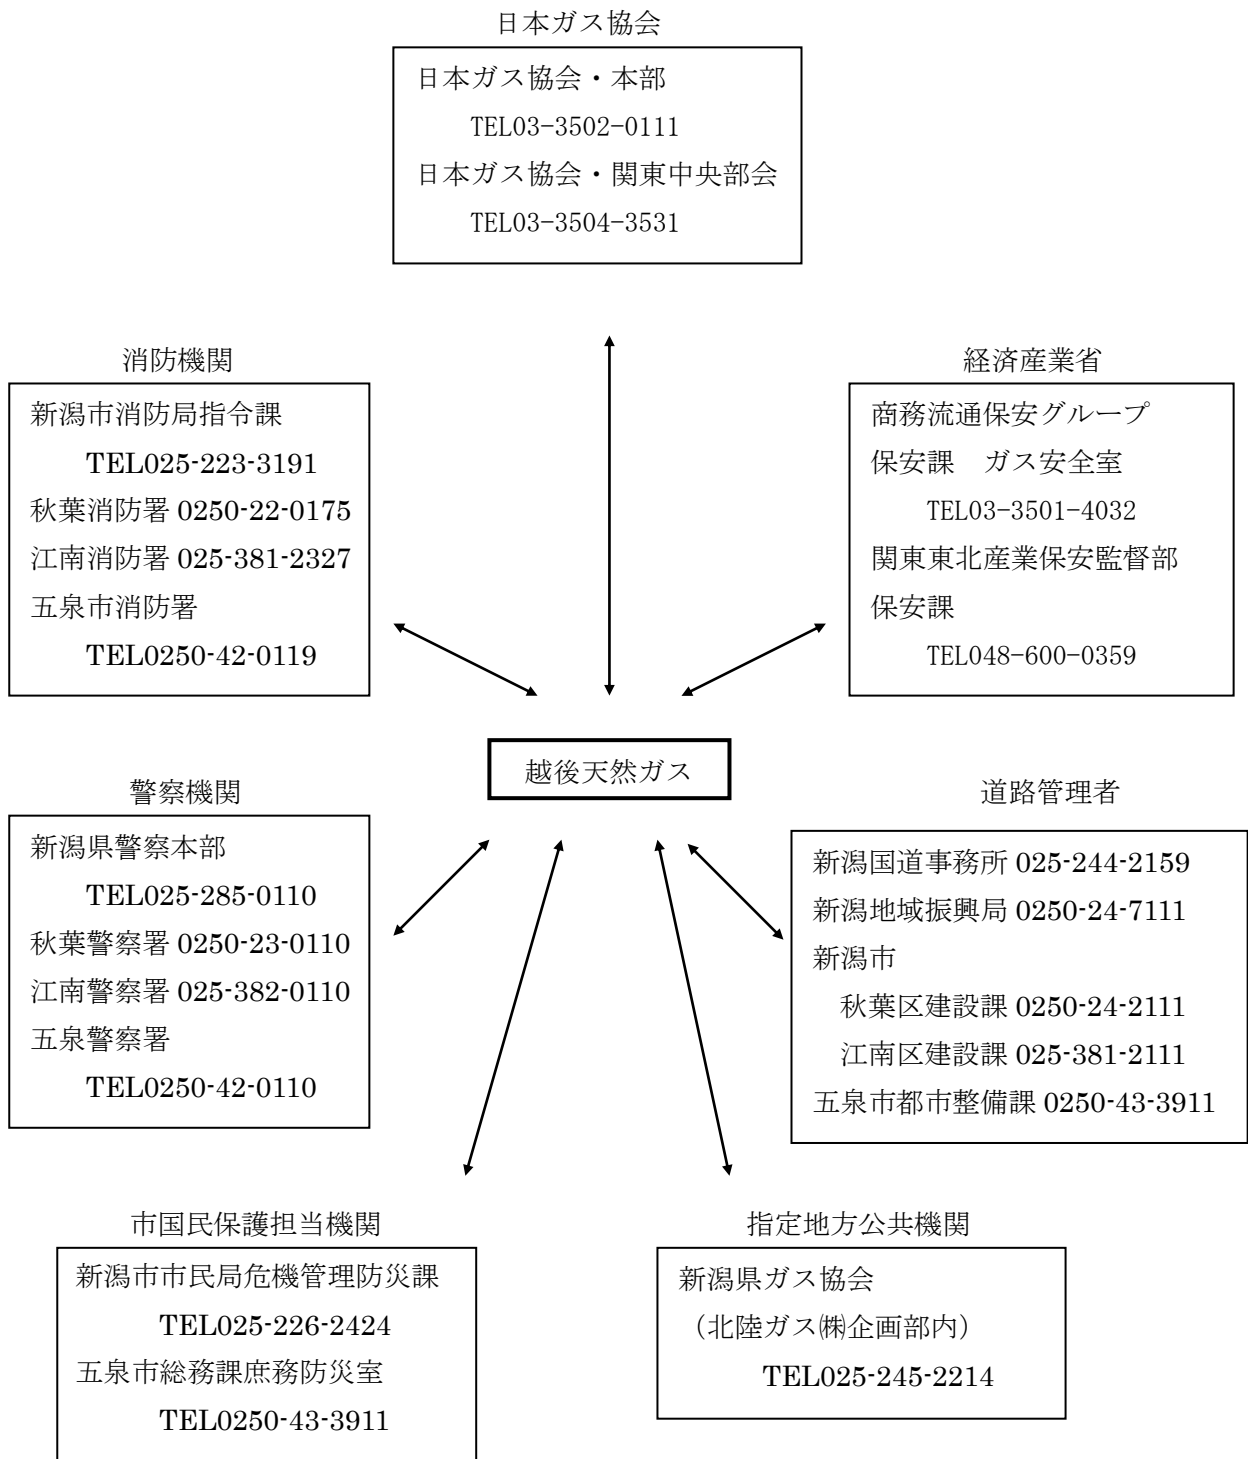 日本ガス協会
日本ガス協会・本部
TEL03-3502-0111
日本ガス協会・関東中央部会
TEL03-3504-3531
消防機関
新潟市消防局指令課
TEL025-223-3191
秋葉消防署 0250-22-0175
江南消防署 025-381-2327
五泉市消防署
TEL0250-42-0119
経済産業省
商務流通保安グループ
保安課　ガス安全室
TEL03-3501-4032
関東東北産業保安監督部
保安課
TEL048-600-0359
越後天然ガス
警察機関
新潟県警察本部
TEL025-285-0110
秋葉警察署 0250-23-0110
江南警察署 025-382-0110
五泉警察署
TEL0250-42-0110
道路管理者
新潟国道事務所 025-244-2159
新潟地域振興局 0250-24-7111
新潟市
秋葉区建設課 0250-24-2111
江南区建設課 025-381-2111
五泉市都市整備課 0250-43-3911
市国民保護担当機関
新潟市市民局危機管理防災課
TEL025-226-2424
五泉市総務課庶務防災室
TEL0250-43-3911
指定地方公共機関
新潟県ガス協会
（北陸ガス㈱企画部内）
TEL025-245-2214